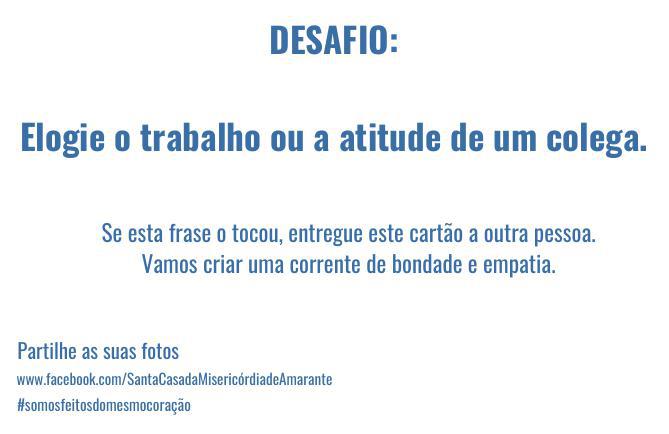 DESAFIO:
Elogie o trabalho ou a atitude de um colega.
Se esta frase o tocou, entregue este cartão a outra pessoa.
Vamos criar uma corrente de bondade e empatia.
Partilhe as suas fotos
www.facebook.com/SantaCasadaMisericórdiadeAmarante
#somosfeitosdomesmocoração